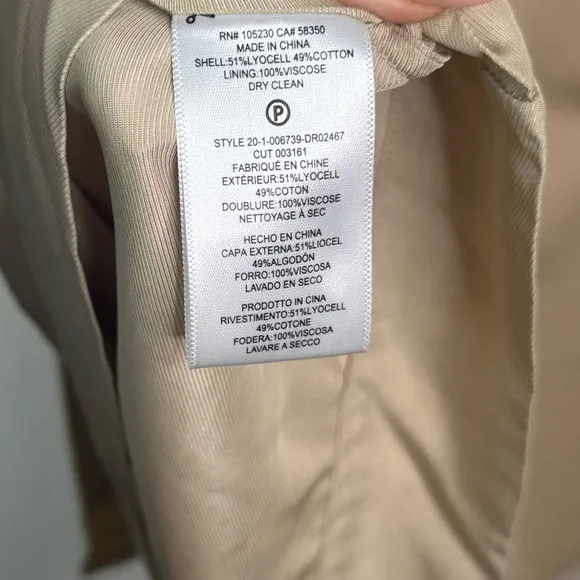 RN# 105230 CA# 58350
MADE IN CHINA
SHELL:51%LYOCELL 49%COTTON
LINING:100%VISCOSE
DRY CLEAN
P
STYLE 20-1-006739-DR02467
CUT 003161
FABRIQUÉ EN CHINE
EXTÉRIEUR:51%LYOCELL
49%COTON
DOUBLURE:100%VISCOSE
NETTOYAGE À SEC
HECHO EN CHINA
CAPA EXTERNA:51%LIOCEL
49%ALGODÓN
FORRO:100%VISCOSA
LAVADO EN SECO
PRODOTTO IN CINA
RIVESTIMENTO:51%LYOCELL
49%COTONE
FODERA:100%VISCOSA
LAVARE A SECCO